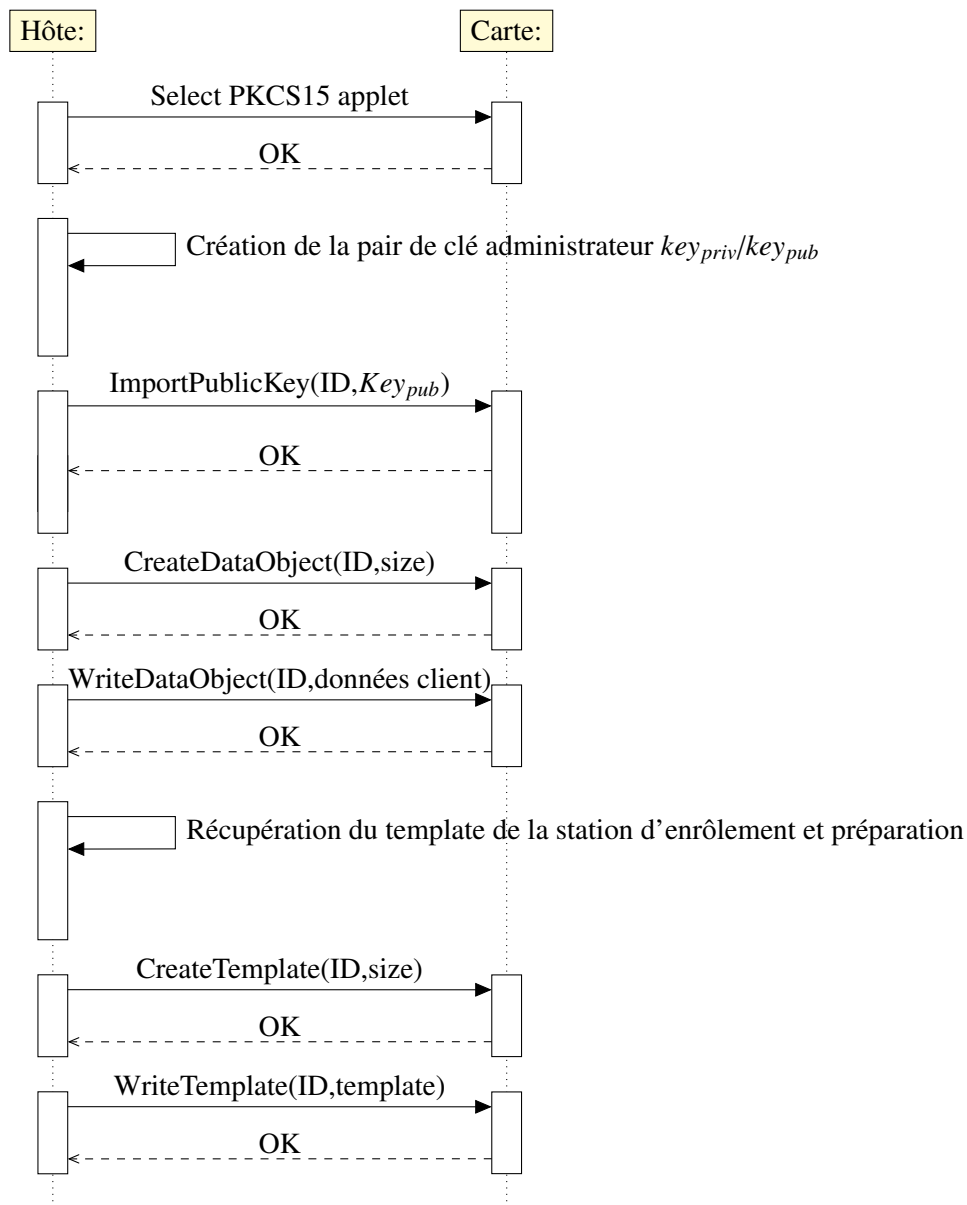 Hôte: Carte:
Select PKCS15 applet
OK
Création de la pair de clé administrateur key_priv/key_pub
ImportPublicKey(ID,Key_pub)
OK
CreateDataObject(ID,size)
OK
WriteDataObject(ID,données client)
OK
Récupération du template de la station d'enrôlement et préparation
CreateTemplate(ID,size)
OK
WriteTemplate(ID,template)
OK